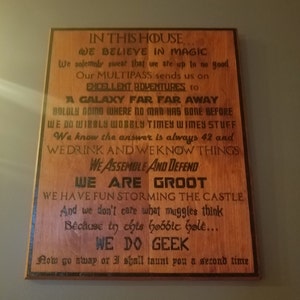 IN THIS HOUSE
WE BELIEVE IN MAGIC
We solemnly swear that we are up to no good
Our MULTIPASS sends us on
EXCELLENT ADVENTURES to
A GALAXY FAR FAR AWAY
BOLDLY GOING WHERE NO MAN HAS GONE BEFORE
WE DO WIBBLY WOBBLY TIMEY WIMEY STUFF
We know the answer is always 42 and
WE DRINK AND WE KNOW THINGS
WE ASSEMBLE AND DEFEND
WE ARE GROOT
WE HAVE FUN STORMING THE CASTLE
And we don't care what muggles think
Because in this hobbit hole...
WE DO GEEK
Now go away or I shall taunt you a second time